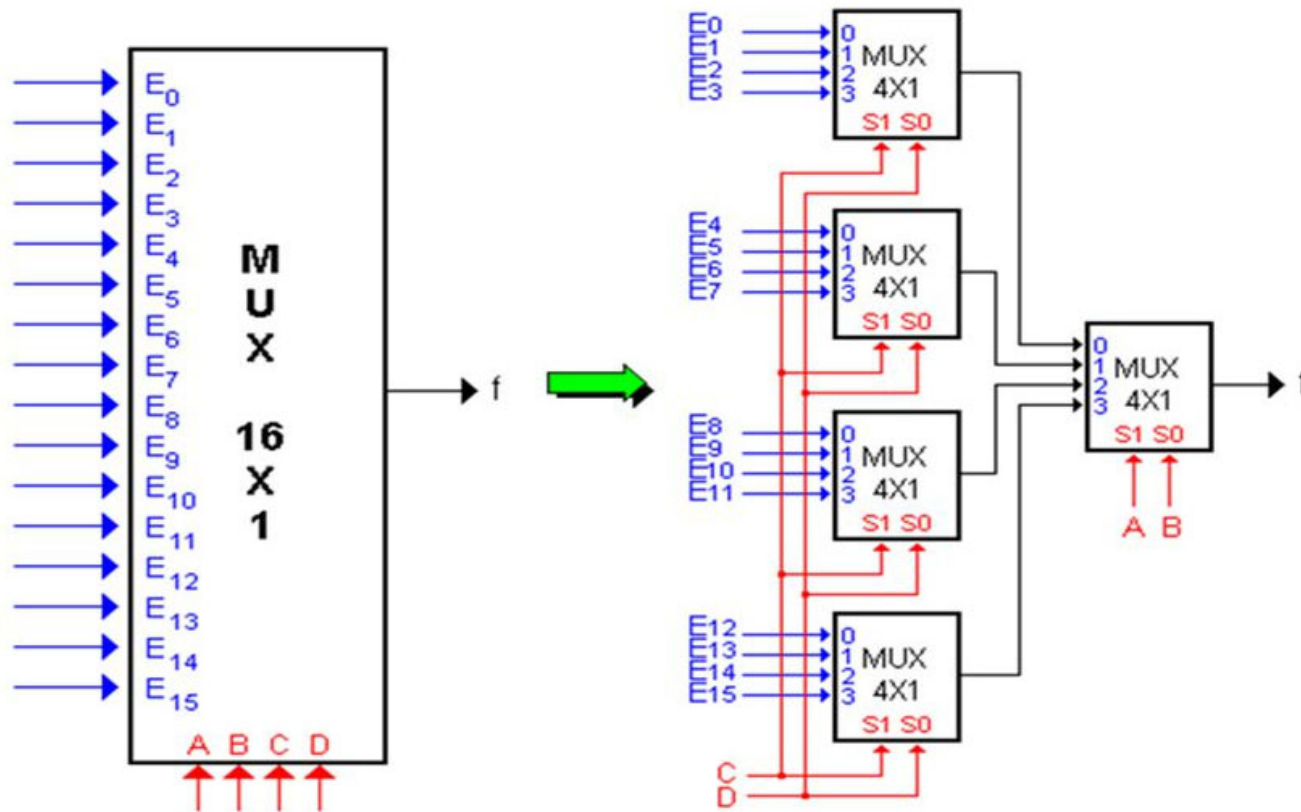 E0
E1
E2
E3
E4
E5
E6
E7
E8
E9
E10
E11
E12
E13
E14
E15
M
U
X
16
X
1
A B C D
f
E0 0
E1 1 MUX
E2 2 4X1
E3 3
S1 S0
E4 0
E5 1 MUX
E6 2 4X1
E7 3
S1 S0
E8 0
E9 1 MUX
E10 2 4X1
E11 3
S1 S0
E12 0
E13 1 MUX
E14 2 4X1
E15 3
S1 S0
C
D
0
1 MUX
2 4X1
3
S1 S0
A B